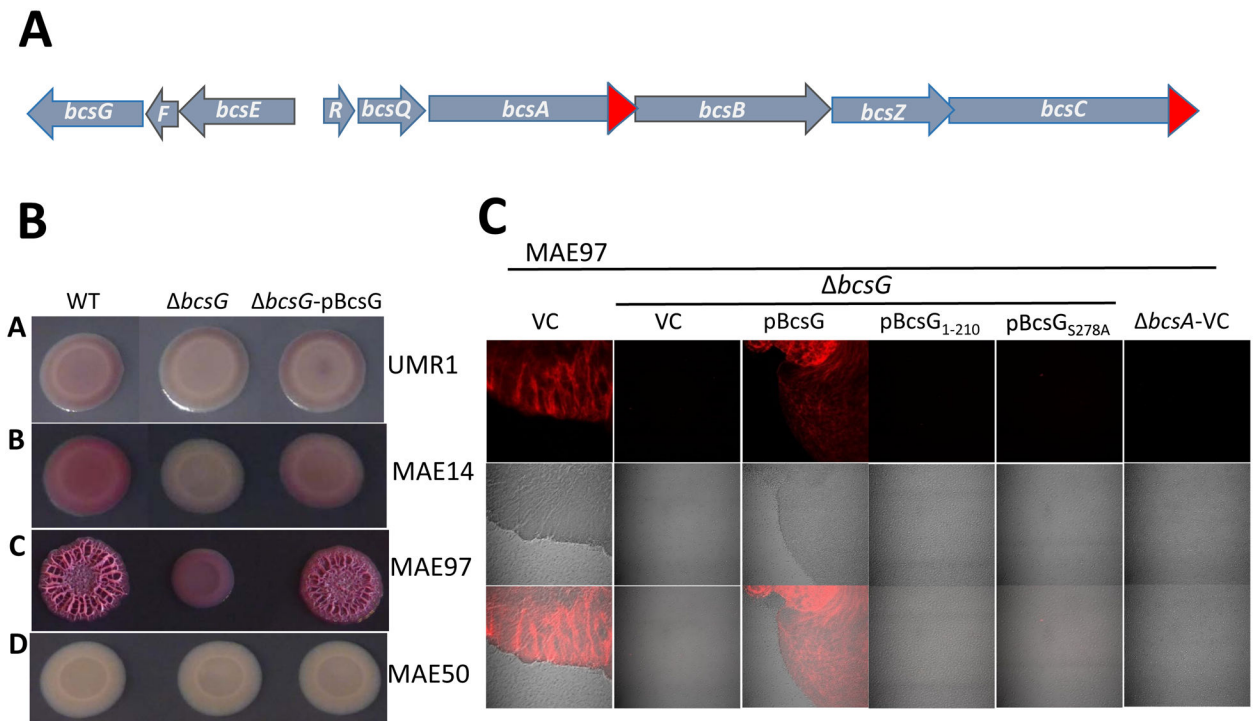 A
bcsG F bcsE R bcsQ bcsA bcsB bcsZ bcsC
B
WT ΔbcsG ΔbcsG-pBcsG
A UMR1
B MAE14
C MAE97
D MAE50
C
MAE97
ΔbcsG
VC VC pBcsG pBcsG1-210 pBcsGS278A ΔbcsA-VC